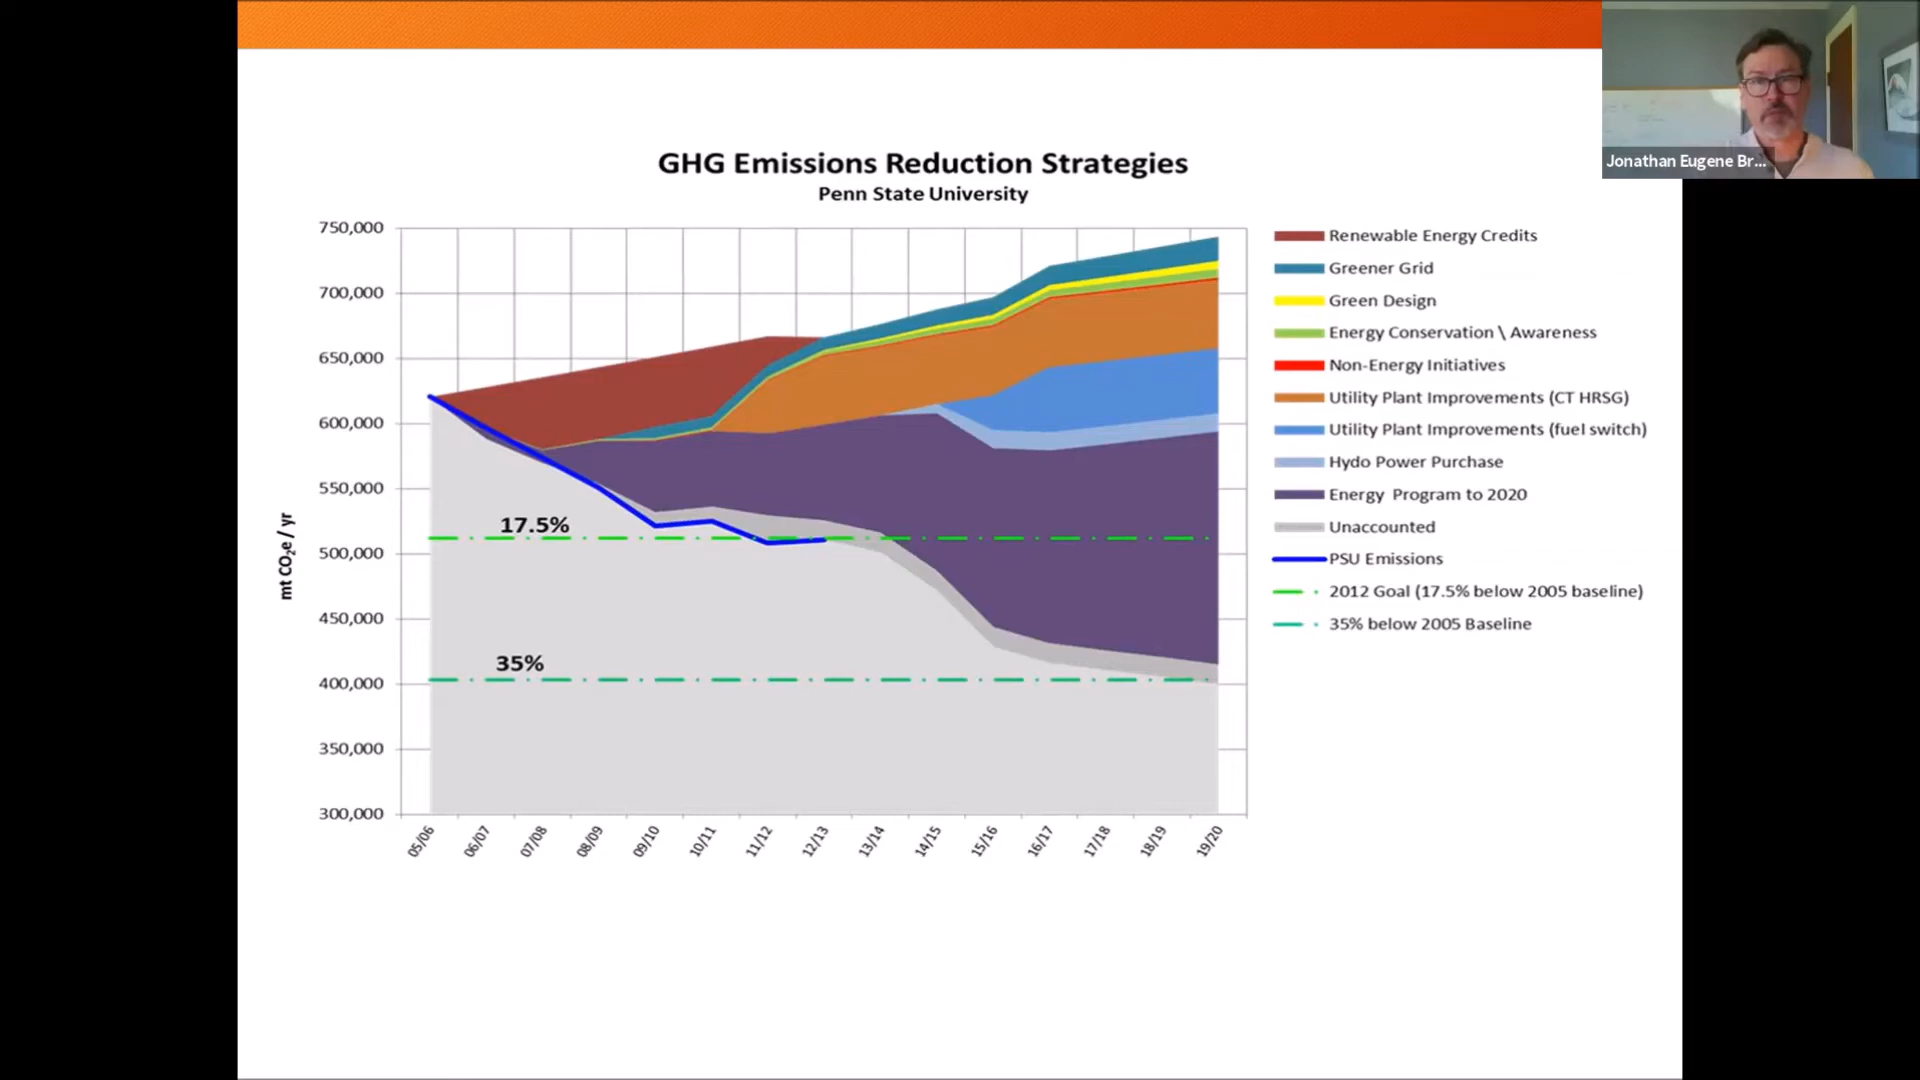 Jonathan Eugene Br...
GHG Emissions Reduction Strategies
Penn State University
mt CO₂e / yr
750,000
700,000
650,000
600,000
550,000
500,000
450,000
400,000
350,000
300,000
17.5%
35%
05/06
06/07
07/08
08/09
09/10
10/11
11/12
12/13
13/14
14/15
15/16
16/17
17/18
18/19
19/20
Renewable Energy Credits
Greener Grid
Green Design
Energy Conservation \ Awareness
Non-Energy Initiatives
Utility Plant Improvements (CT HRSG)
Utility Plant Improvements (fuel switch)
Hydo Power Purchase
Energy Program to 2020
Unaccounted
PSU Emissions
2012 Goal (17.5% below 2005 baseline)
35% below 2005 Baseline